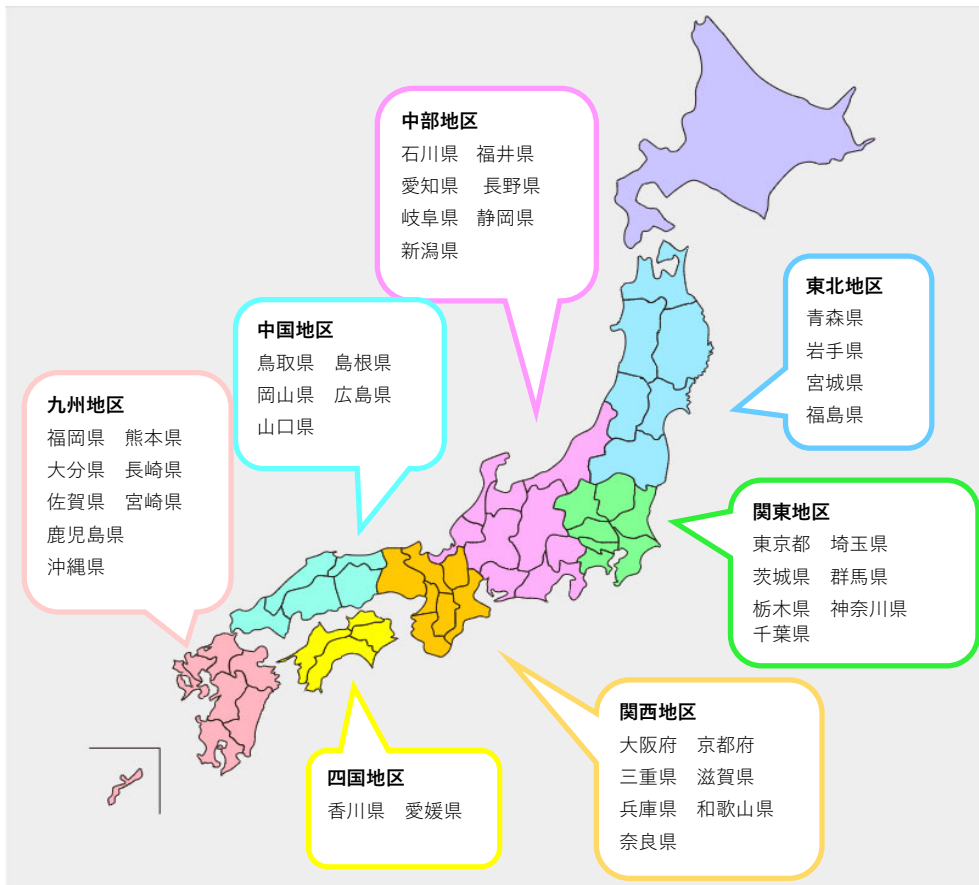 中部地区
石川県　福井県
愛知県　長野県
岐阜県　静岡県
新潟県
東北地区
青森県
岩手県
宮城県
福島県
中国地区
鳥取県　島根県
岡山県　広島県
山口県
九州地区
福岡県　熊本県
大分県　長崎県
佐賀県　宮崎県
鹿児島県
沖縄県
関東地区
東京都　埼玉県
茨城県　群馬県
栃木県　神奈川県
千葉県
関西地区
大阪府　京都府
三重県　滋賀県
兵庫県　和歌山県
奈良県
四国地区
香川県　愛媛県